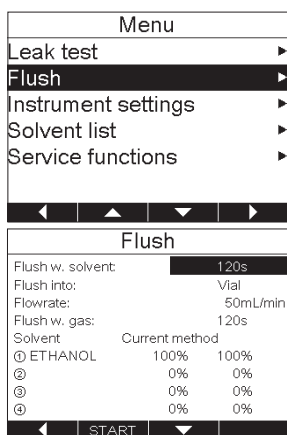 Menu
Leak test
Flush
Instrument settings
Solvent list
Service functions
Flush
Flush w. solvent: 120s
Flush into: Vial
Flowrate: 50mL/min
Flush w. gas: 120s
Solvent Current method
① ETHANOL 100% 100%
② 0% 0%
③ 0% 0%
④ 0% 0%
START